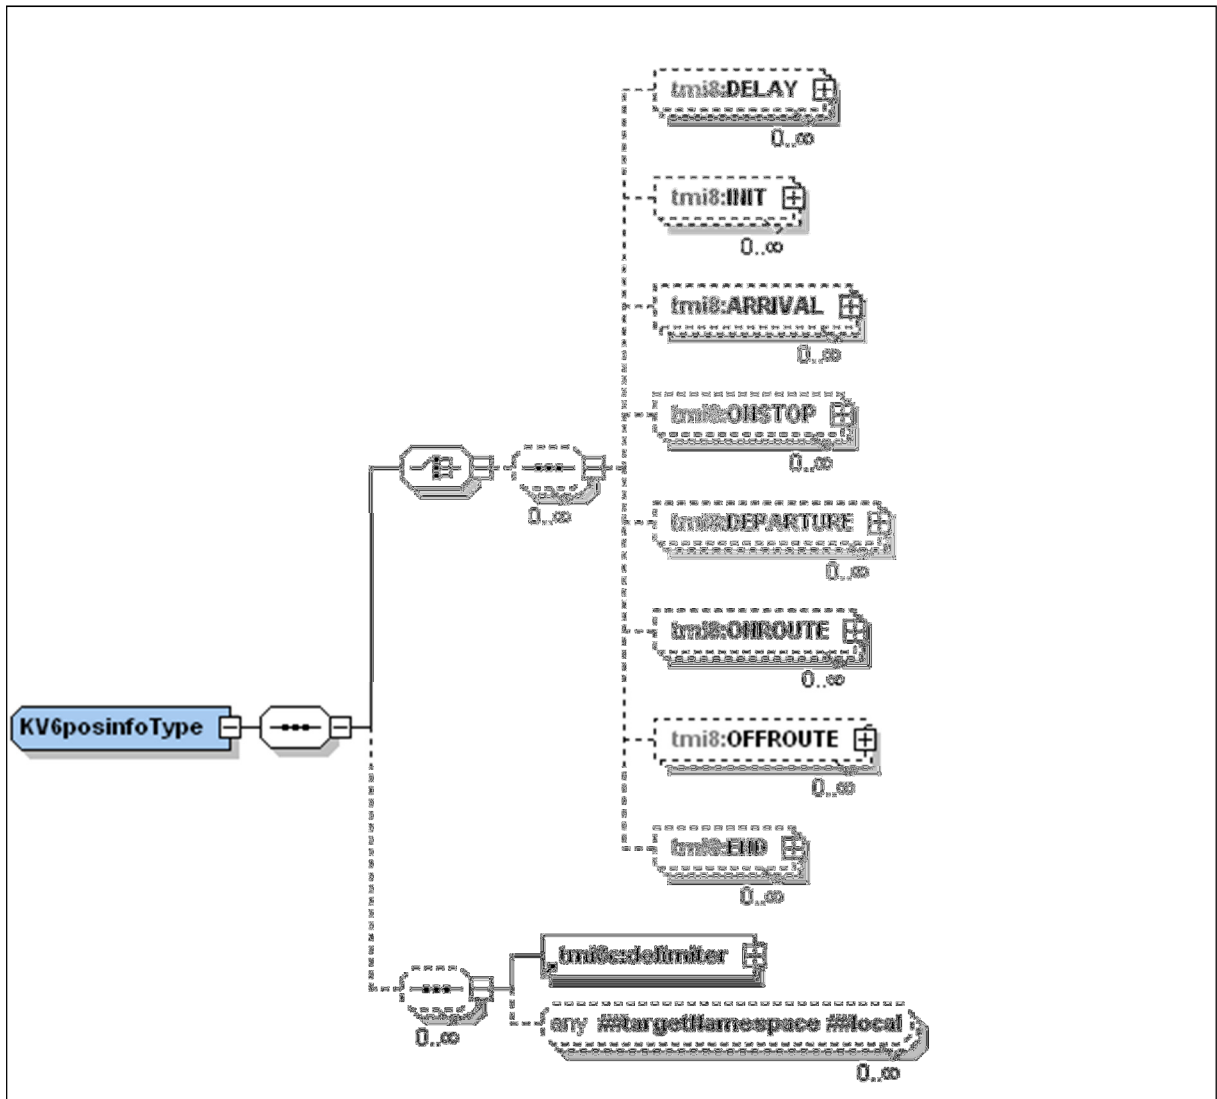 tmi8:DELAY
0..∞
tmi8:INIT
0..∞
tmi8:ARRIVAL
0..∞
tmi8:ONSTOP
0..∞
tmi8:DEPARTURE
0..∞
tmi8:ONROUTE
0..∞
0..∞
KV6posinfoType
tmi8:OFFROUTE
0..∞
tmi8:END
0..∞
tmi8c:delimiter
0..∞
any ##targetNamespace ##local
0..∞